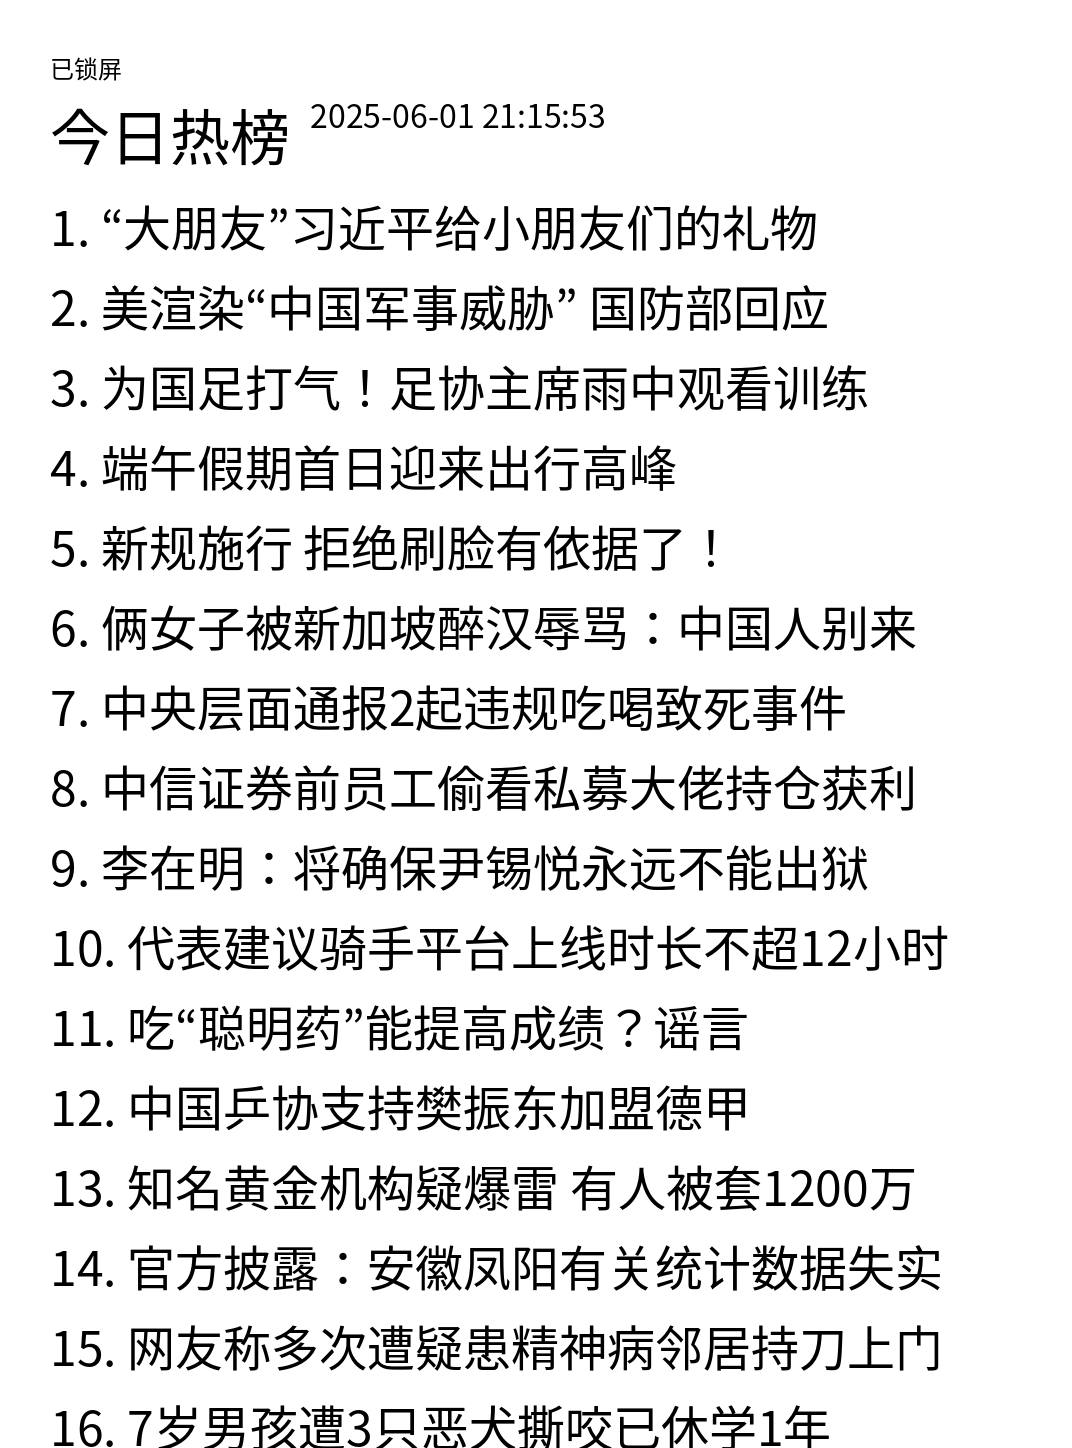 已锁屏
今日热榜 2025-06-01 21:15:53
1. “大朋友”习近平给小朋友们的礼物
2. 美渲染“中国军事威胁” 国防部回应
3. 为国足打气！足协主席雨中观看训练
4. 端午假期首日迎来出行高峰
5. 新规施行 拒绝刷脸有依据了！
6. 俩女子被新加坡醉汉辱骂：中国人别来
7. 中央层面通报2起违规吃喝致死事件
8. 中信证券前员工偷看私募大佬持仓获利
9. 李在明：将确保尹锡悦永远不能出狱
10. 代表建议骑手平台上线时长不超12小时
11. 吃“聪明药”能提高成绩？谣言
12. 中国乒协支持樊振东加盟德甲
13. 知名黄金机构疑爆雷 有人被套1200万
14. 官方披露：安徽凤阳有关统计数据失实
15. 网友称多次遭疑患精神病邻居持刀上门
16. 7岁男孩遭3只恶犬撕咬已休学1年